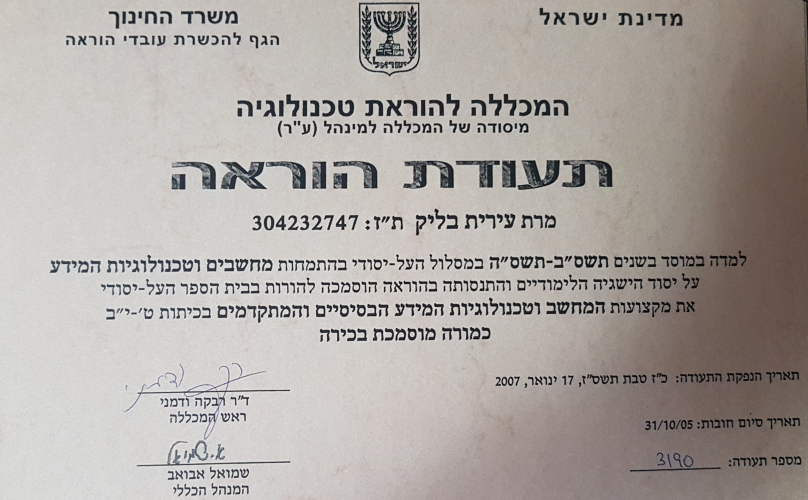 מדינת ישראל
משרד החינוך
הגף להכשרת עובדי הוראה
ישראל
המכללה להוראת טכנולוגיה
מיסודה של המכללה למינהל (ע"ר)
תעודת הוראה
מרת עירית בליק ת"ז: 304232747
למדה במוסד בשנים תשס"ב-תשס"ה במסלול העל-יסודי בהתמחות מחשבים וטכנולוגיות המידע
על יסוד הישגיה הלימודיים והתנסותה בהוראה הוסמכה להורות בבית הספר העל-יסודי
את מקצועות המחשב וטכנולוגיות המידע הבסיסיים והמתקדמים בכיתות ט'-י"ב
כמורה מוסמכת בכירה
תאריך הנפקת התעודה: כ"ז טבת תשס"ז, 17 ינואר, 2007
תאריך סיום חובות: 31/10/05
מספר תעודה: 3190
ד"ר רבקה ודמני
ראש המכללה
שמואל אבואב
המנהל הכללי